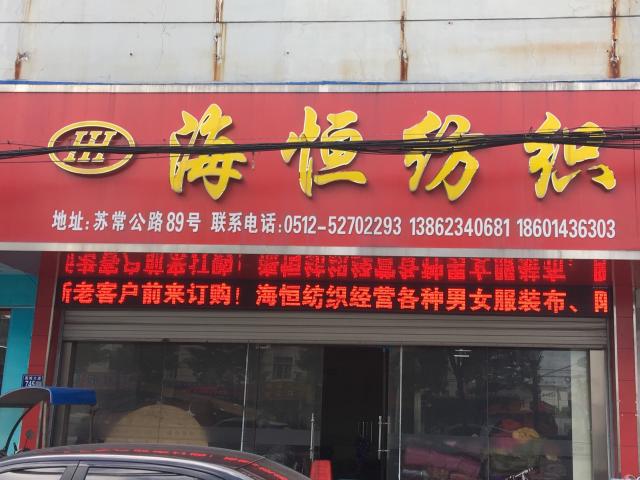 海恒纺织
地址:苏常公路89号 联系电话:0512-52702293 13862340681 18601436303
新老客户前来订购！海恒纺织经营各种男女服装布、
745